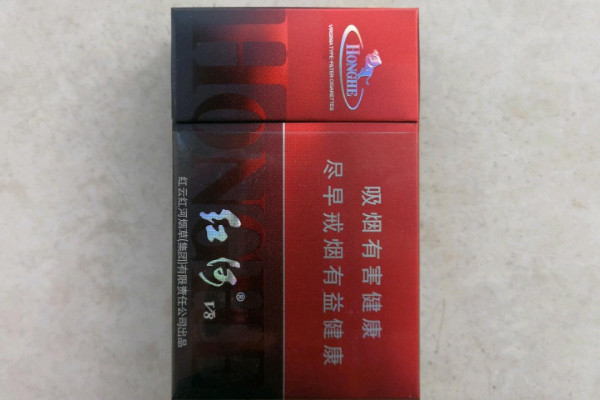 HONGHE
VIRGINIA TYPE·FILTER CIGARETTES
HONGHE
吸烟有害健康
尽早戒烟有益健康
红河® V8
红云红河烟草(集团)有限责任公司出品